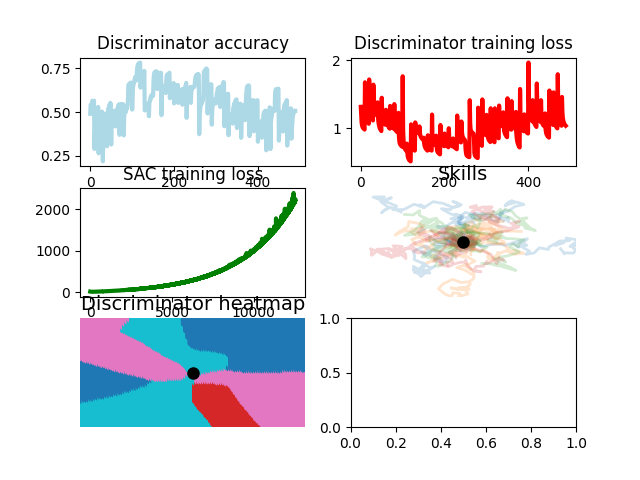 Discriminator accuracy
0.75
0.50
0.25
0 200 400
Discriminator training loss
2
1
0 200 400
SAC training loss
2000
1000
0
0 5000 10000
Skills
Discriminator heatmap
1.0
0.5
0.0
0.0 0.2 0.4 0.6 0.8 1.0